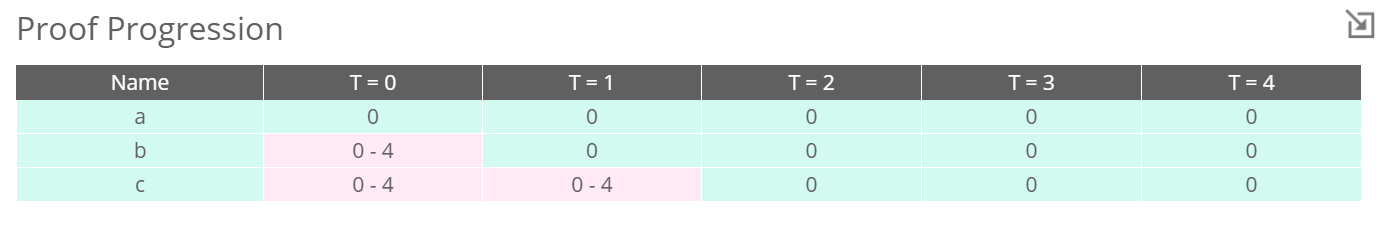 Proof Progression
Name T = 0 T = 1 T = 2 T = 3 T = 4
a 0 0 0 0 0
b 0 - 4 0 0 0 0
c 0 - 4 0 - 4 0 0 0